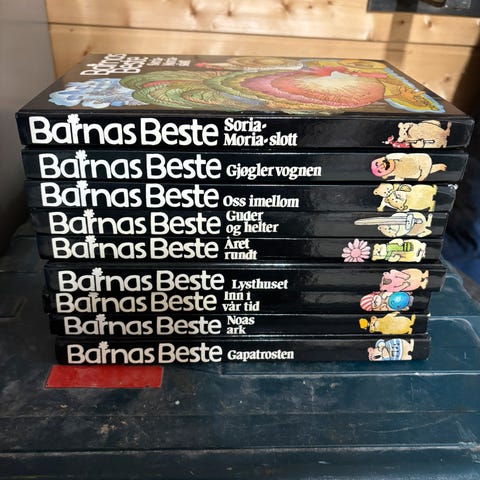 Barnas
Beste
Barnas Beste Soria-
Moria-slott
Barnas Beste Gjøglervognen
Barnas Beste Oss imellom
Barnas Beste Guder
og helter
Barnas Beste Året
rundt
Barnas Beste Lysthuset
Barnas Beste Inn i
vår tid
Barnas Beste Noas
ark
Barnas Beste Gapatrosten